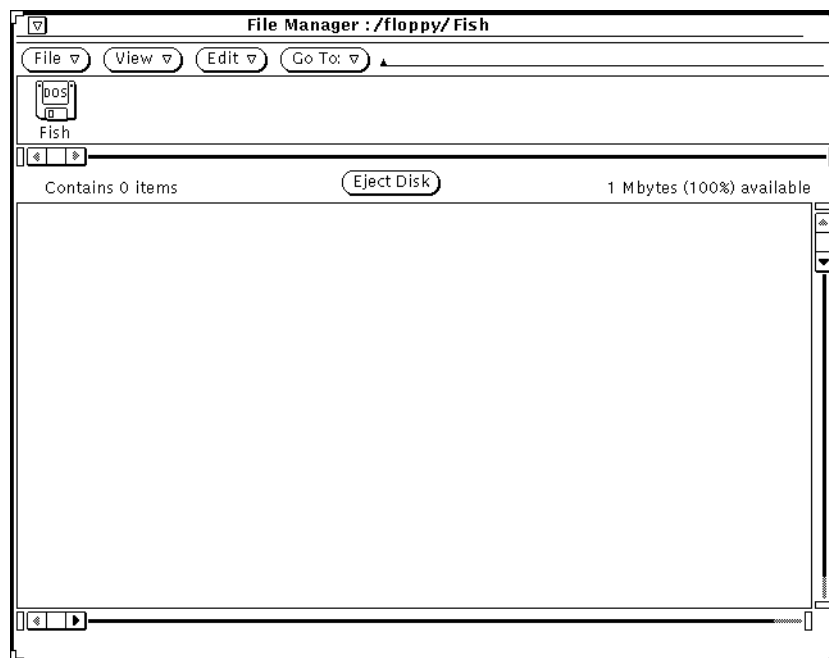 File Manager : /floppy/Fish
File View Edit Go To:
DOS
Fish
Contains 0 items Eject Disk 1 Mbytes (100%) available